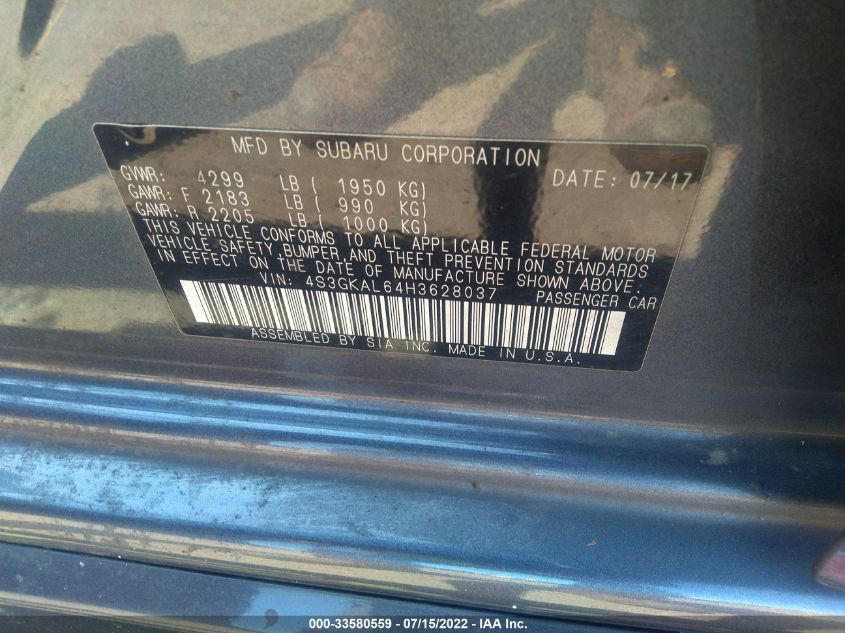 MFD BY SUBARU CORPORATION
DATE: 07/17
GVWR: 4299 LB ( 1950 KG)
GAWR: F 2183 LB ( 990 KG)
GAWR: R 2205 LB ( 1000 KG)
THIS VEHICLE CONFORMS TO ALL APPLICABLE FEDERAL MOTOR
VEHICLE SAFETY ,BUMPER,AND THEFT PREVENTION STANDARDS
IN EFFECT ON THE DATE OF MANUFACTURE SHOWN ABOVE.
VIN: 4S3GKAL64H3628037 PASSENGER CAR
ASSEMBLED BY SIA INC. MADE IN U.S.A.
000-33580559 - 07/15/2022 - IAA Inc.